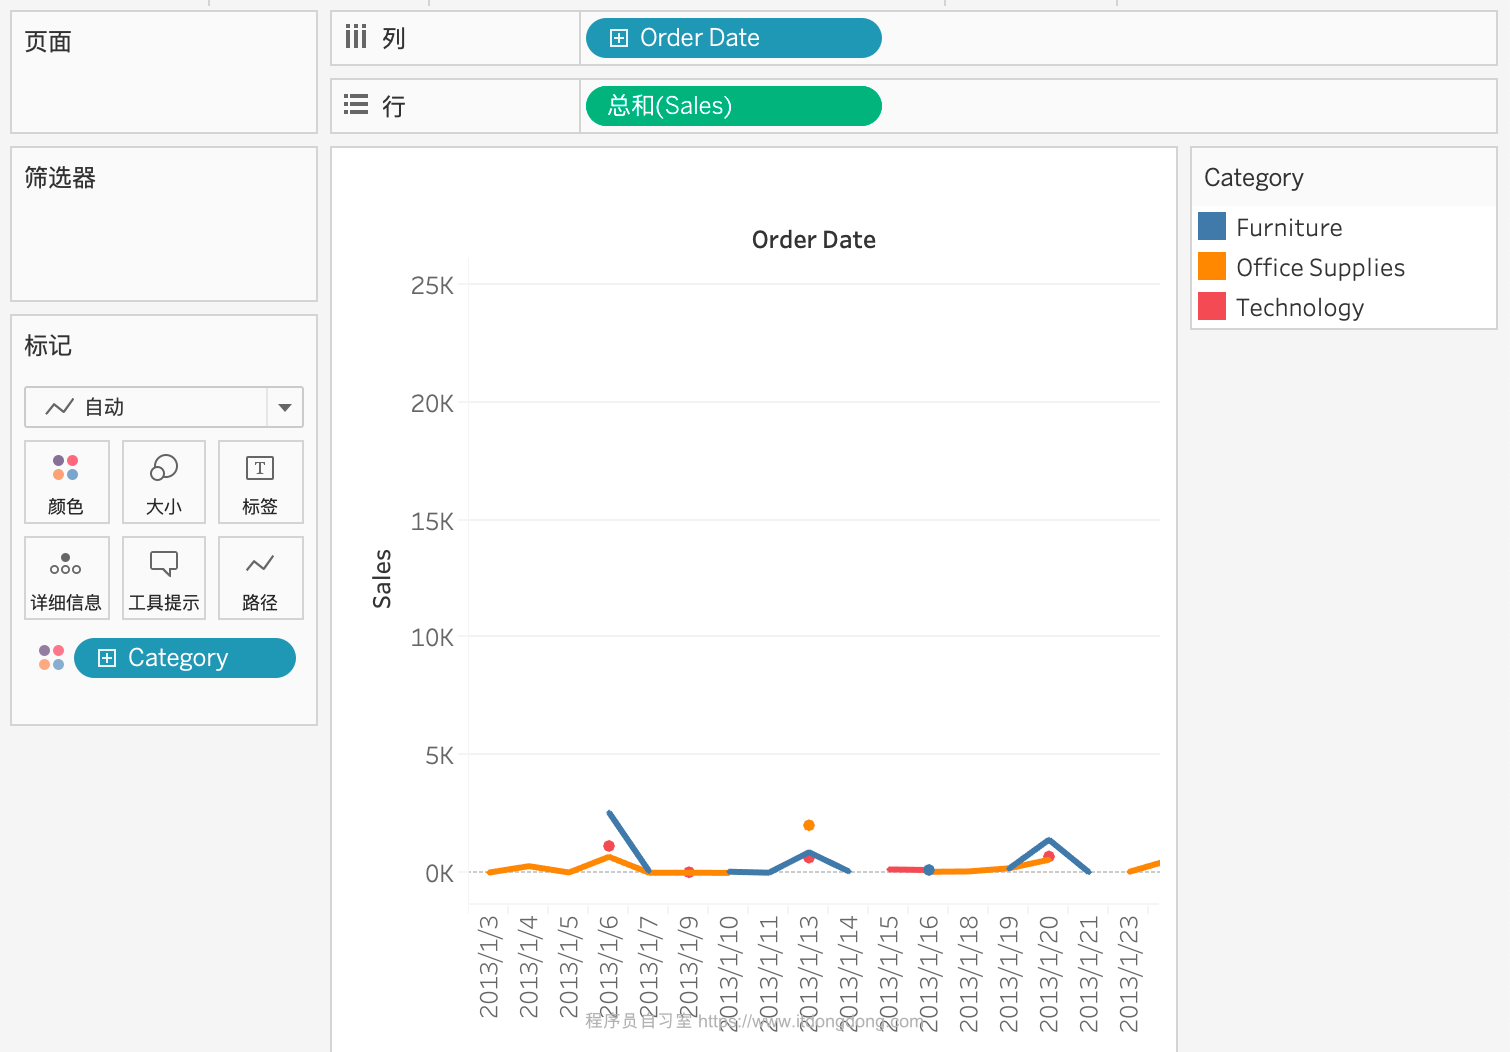 页面
列
Order Date
行
总和(Sales)
筛选器
标记
自动
颜色
大小
标签
详细信息
工具提示
路径
Category
Order Date
25K
20K
15K
10K
5K
0K
Sales
2013/1/3
2013/1/4
2013/1/5
2013/1/6
2013/1/7
2013/1/9
2013/1/10
2013/1/11
2013/1/13
2013/1/14
2013/1/15
2013/1/16
2013/1/18
2013/1/19
2013/1/20
2013/1/21
2013/1/23
程序员自习室 https://www.itdongdong.com
Category
Furniture
Office Supplies
Technology